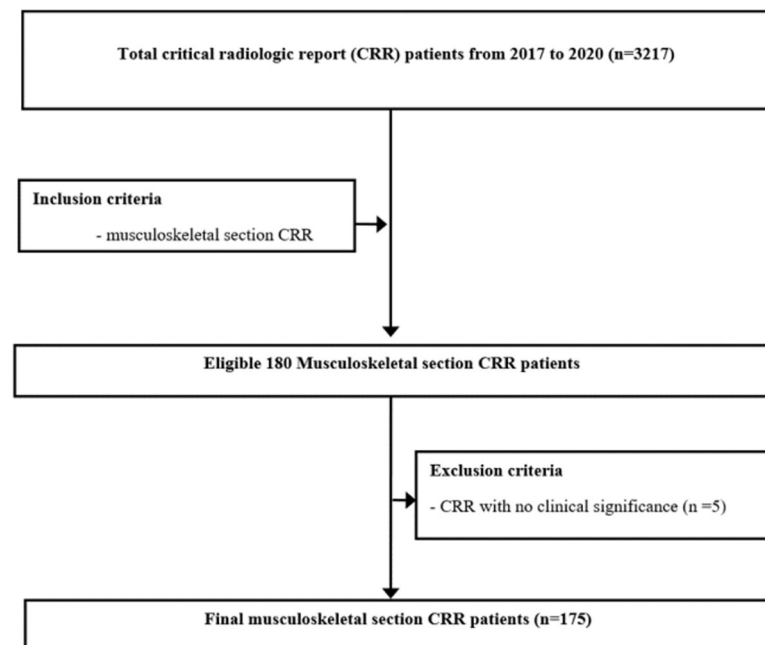 Total critical radiologic report (CRR) patients from 2017 to 2020 (n=3217)
Inclusion criteria
- musculoskeletal section CRR
Eligible 180 Musculoskeletal section CRR patients
Exclusion criteria
- CRR with no clinical significance (n =5)
Final musculoskeletal section CRR patients (n=175)